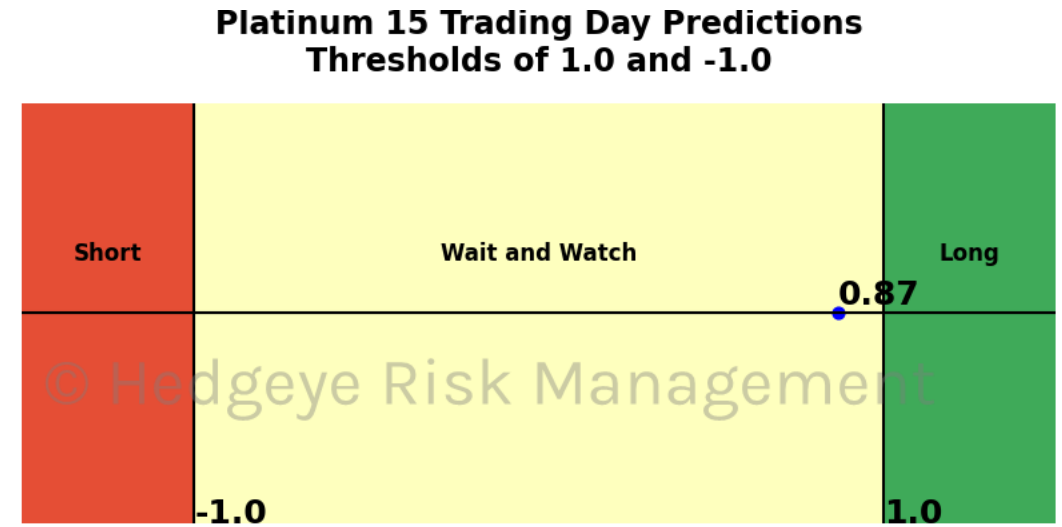 Platinum 15 Trading Day Predictions
Thresholds of 1.0 and -1.0
Short
Wait and Watch
Long
0.87
© Hedgeye Risk Management
-1.0
1.0